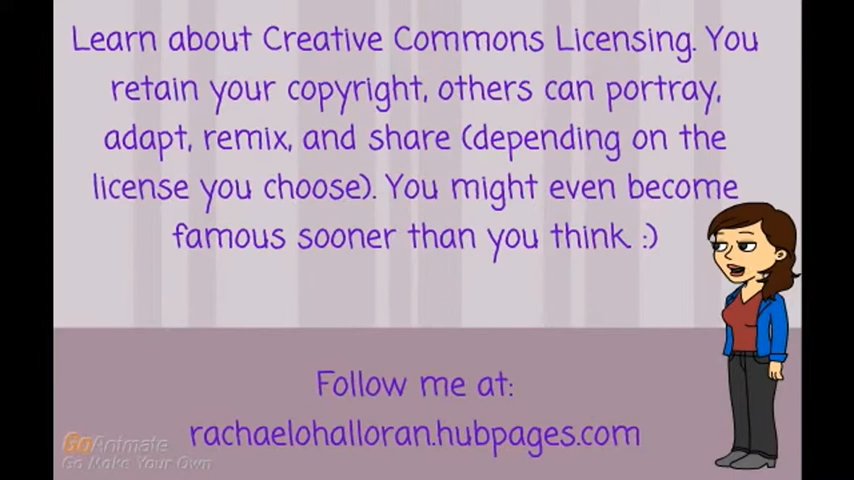 Learn about Creative Commons Licensing. You
retain your copyright, others can portray,
adapt, remix, and share (depending on the
license you choose). You might even become
famous sooner than you think. :)
Follow me at:
rachaelohalloran.hubpages.com
GoAnimate
Go Make Your Own